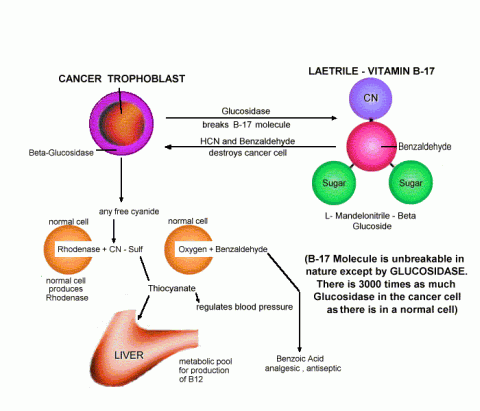 CANCER TROPHOBLAST
LAETRILE - VITAMIN B-17
CN
Glucosidase
breaks B-17 molecule
HCN and Benzaldehyde
destroys cancer cell
Beta-Glucosidase
Benzaldehyde
Sugar
Sugar
L- Mandelonitrile - Beta
Glucoside
any free cyanide
normal cell
Rhodenase + CN - Sulf
normal cell
produces
Rhodenase
normal cell
Oxygen + Benzaldehyde
Thiocyanate
regulates blood pressure
LIVER
metabolic pool
for production
of B12
Benzoic Acid
analgesic , antiseptic
(B-17 Molecule is unbreakable in
nature except by GLUCOSIDASE.
There is 3000 times as much
Glucosidase in the cancer cell
as there is in a normal cell)